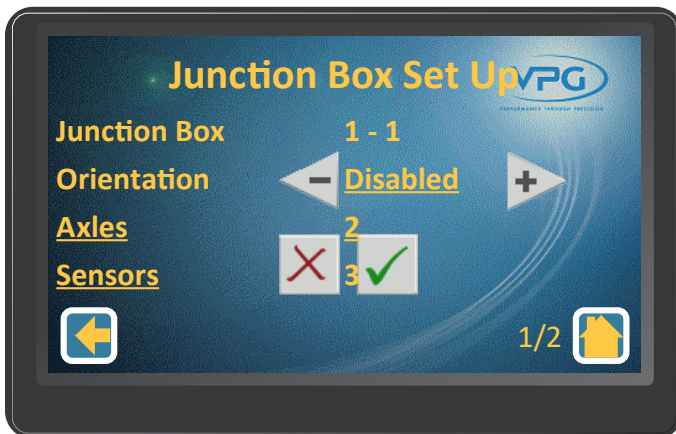 Junction Box Set Up
VPG
PERFORMANCE THROUGH PRECISION
Junction Box 1 - 1
Orientation - Disabled +
Axles 2
Sensors 3
1/2